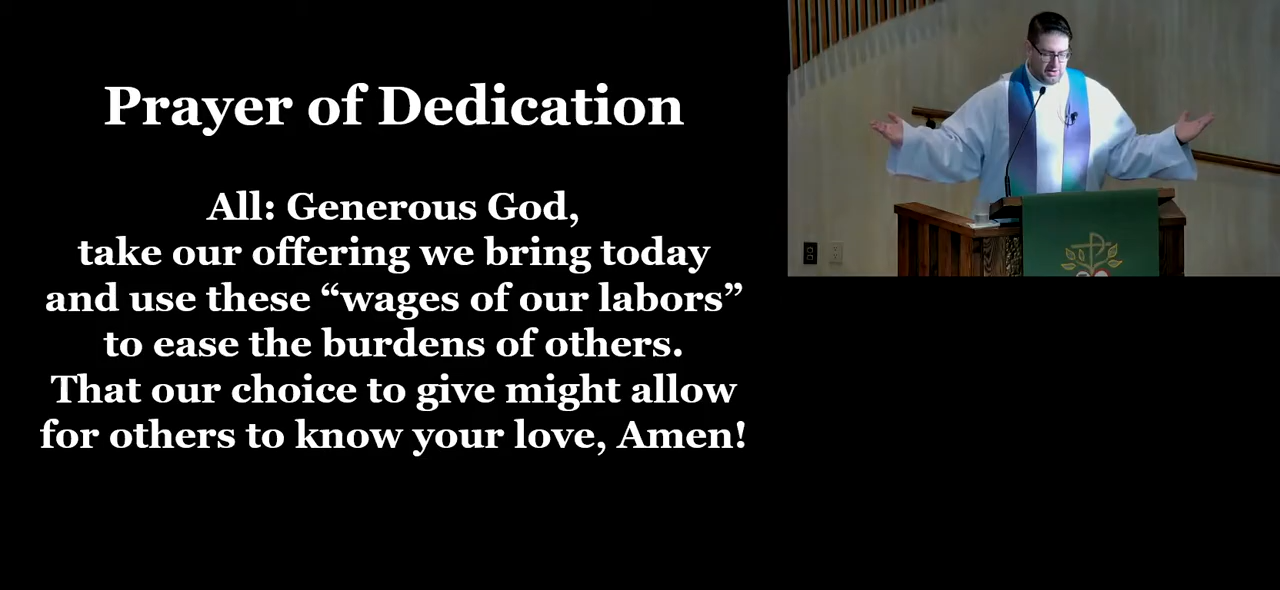 Prayer of Dedication
All: Generous God,
take our offering we bring today
and use these “wages of our labors”
to ease the burdens of others.
That our choice to give might allow
for others to know your love, Amen!